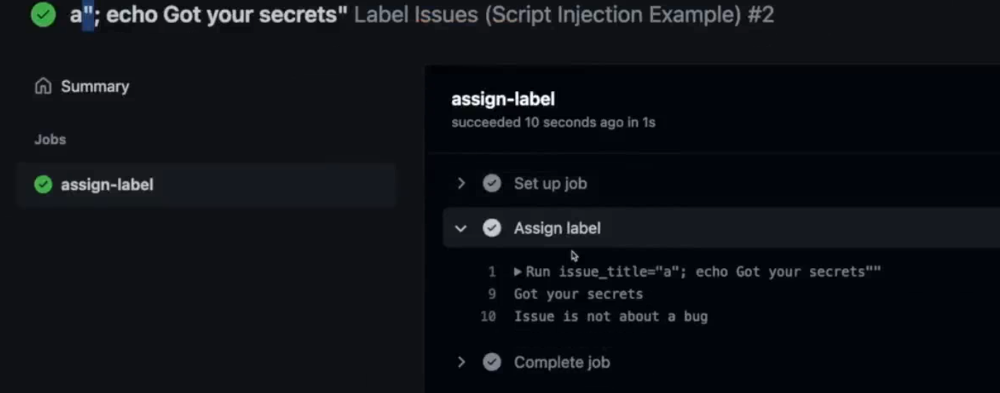 a"; echo Got your secrets" Label Issues (Script Injection Example) #2
Summary
Jobs
assign-label
assign-label
succeeded 10 seconds ago in 1s
Set up job
Assign label
1 Run issue_title="a"; echo Got your secrets""
9 Got your secrets
10 Issue is not about a bug
Complete job